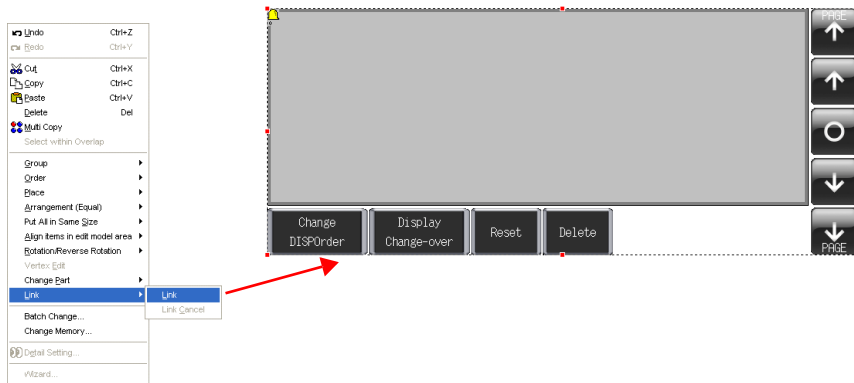 Undo Ctrl+Z
Redo Ctrl+Y
Cut Ctrl+X
Copy Ctrl+C
Paste Ctrl+V
Delete Del
Multi Copy
Select within Overlap
Group
Order
Place
Arrangement (Equal)
Put All in Same Size
Align items in edit model area
Rotation/Reverse Rotation
Vertex Edit
Change Part
Link
Link
Link Cancel
Batch Change...
Change Memory...
Detail Setting...
Wizard...
PAGE
Change
DISPOrder
Display
Change-over
Reset
Delete
PAGE